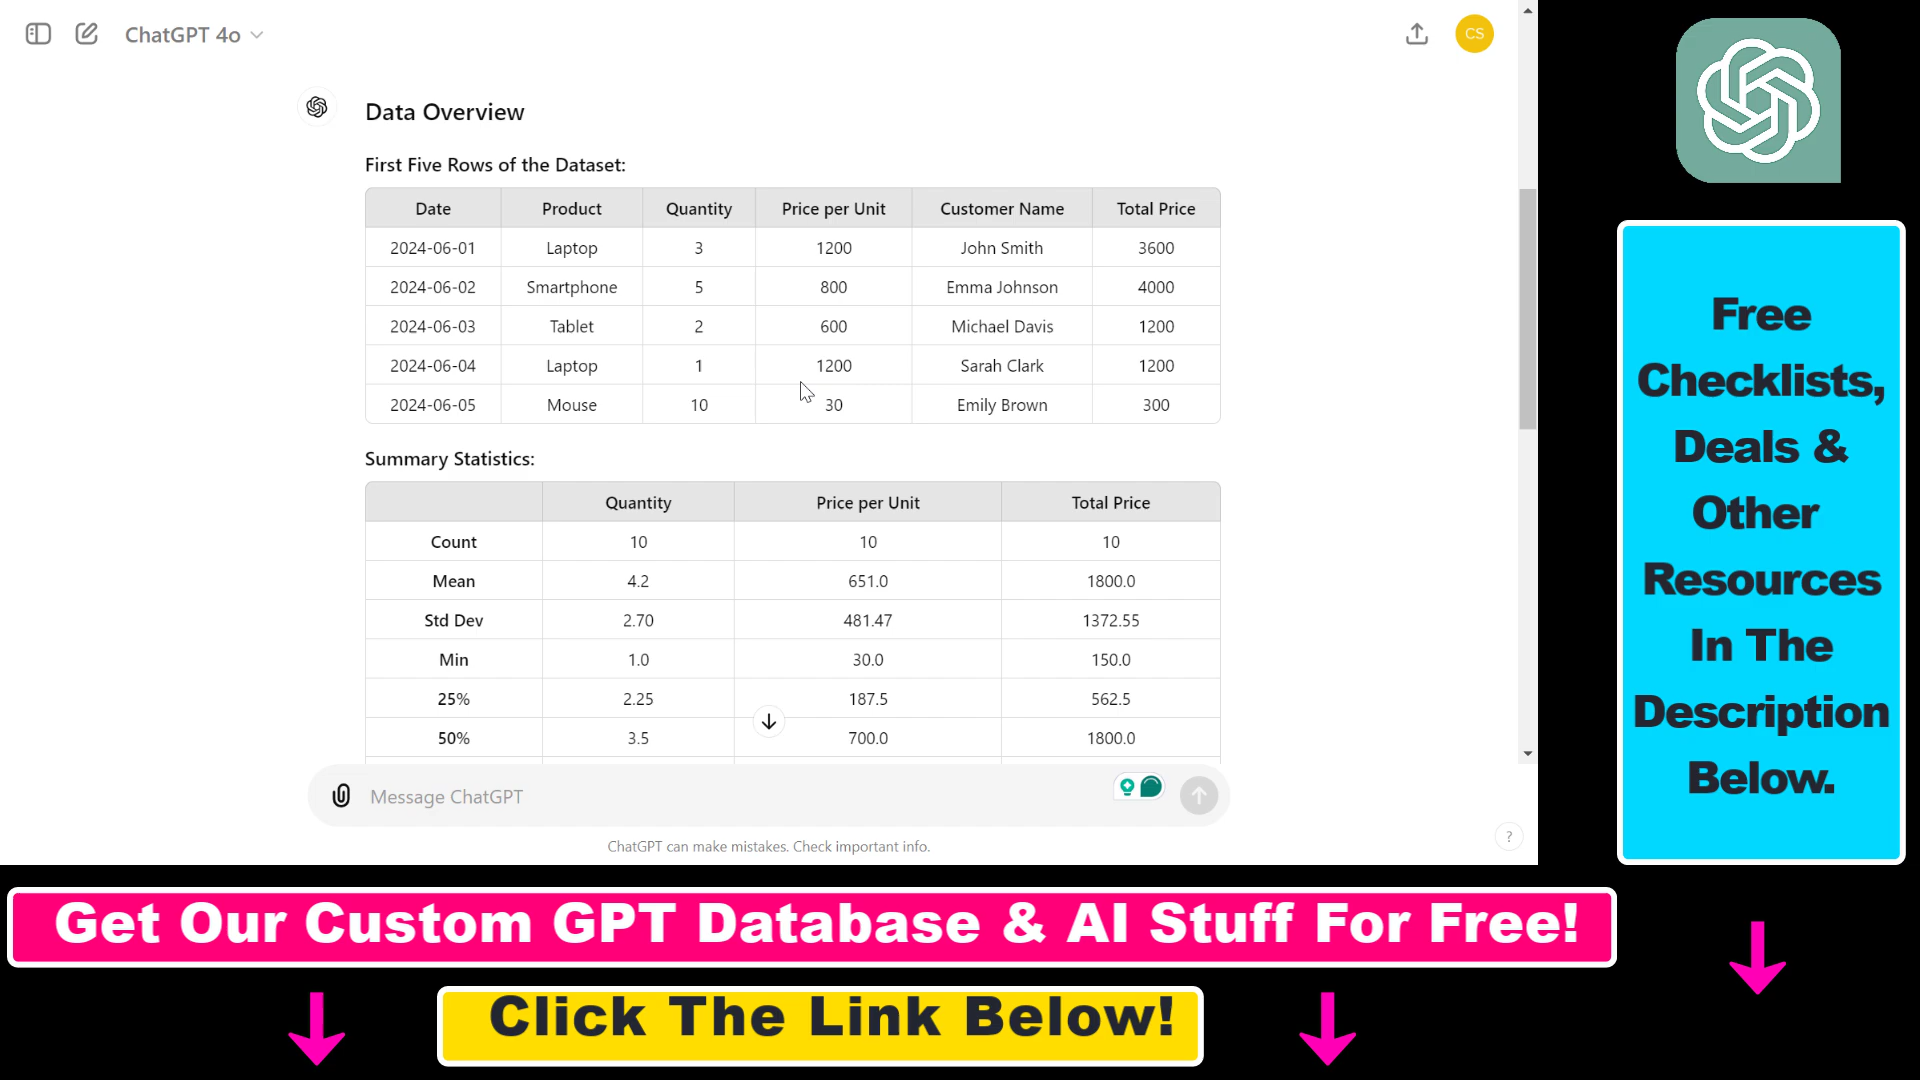 ChatGPT 4o
CS
Data Overview
First Five Rows of the Dataset:
Date Product Quantity Price per Unit Customer Name Total Price
2024-06-01 Laptop 3 1200 John Smith 3600
2024-06-02 Smartphone 5 800 Emma Johnson 4000
2024-06-03 Tablet 2 600 Michael Davis 1200
2024-06-04 Laptop 1 1200 Sarah Clark 1200
2024-06-05 Mouse 10 30 Emily Brown 300
Summary Statistics:
Quantity Price per Unit Total Price
Count 10 10 10
Mean 4.2 651.0 1800.0
Std Dev 2.70 481.47 1372.55
Min 1.0 30.0 150.0
25% 2.25 187.5 562.5
50% 3.5 700.0 1800.0
Message ChatGPT
ChatGPT can make mistakes. Check important info.
?
Free
Checklists,
Deals &
Other
Resources
In The
Description
Below.
Get Our Custom GPT Database & AI Stuff For Free!
Click The Link Below!